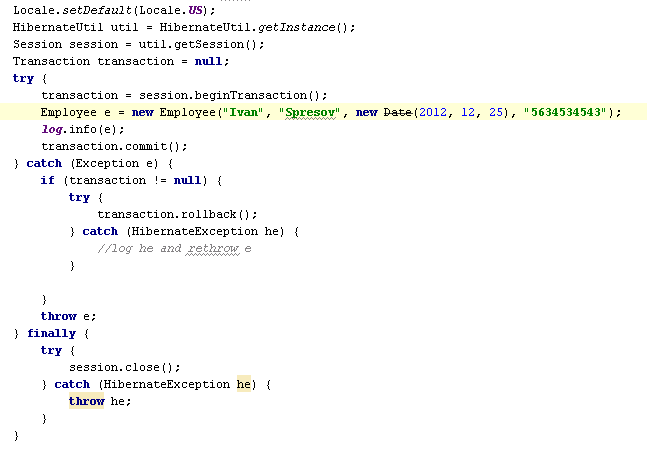 Locale.setDefault(Locale.US);
HibernateUtil util = HibernateUtil.getInstance();
Session session = util.getSession();
Transaction transaction = null;
try {
    transaction = session.beginTransaction();
    Employee e = new Employee("Ivan", "Spresov", new Date(2012, 12, 25), "5634534543");
    log.info(e);
    transaction.commit();
} catch (Exception e) {
    if (transaction != null) {
        try {
            transaction.rollback();
        } catch (HibernateException he) {
            //log he and rethrow e
        }
    }
    throw e;
} finally {
    try {
        session.close();
    } catch (HibernateException he) {
        throw he;
    }
}